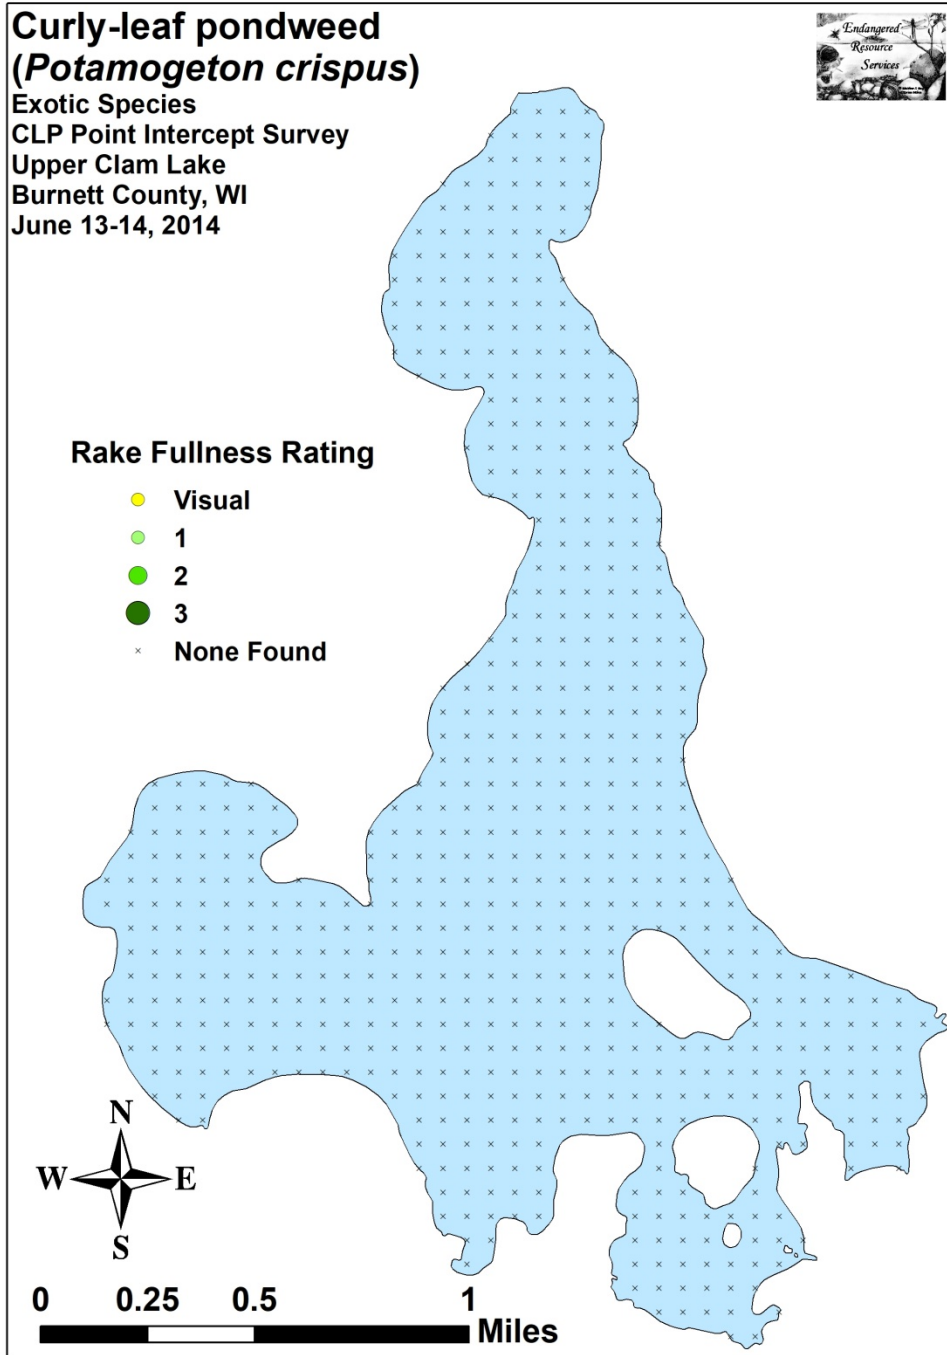 Curly-leaf pondweed
(Potamogeton crispus)
Exotic Species
CLP Point Intercept Survey
Upper Clam Lake
Burnett County, WI
June 13-14, 2014
Endangered
Resource
Services
Rake Fullness Rating
Visual
1
2
3
None Found
N
W E
S
0 0.25 0.5 1
Miles